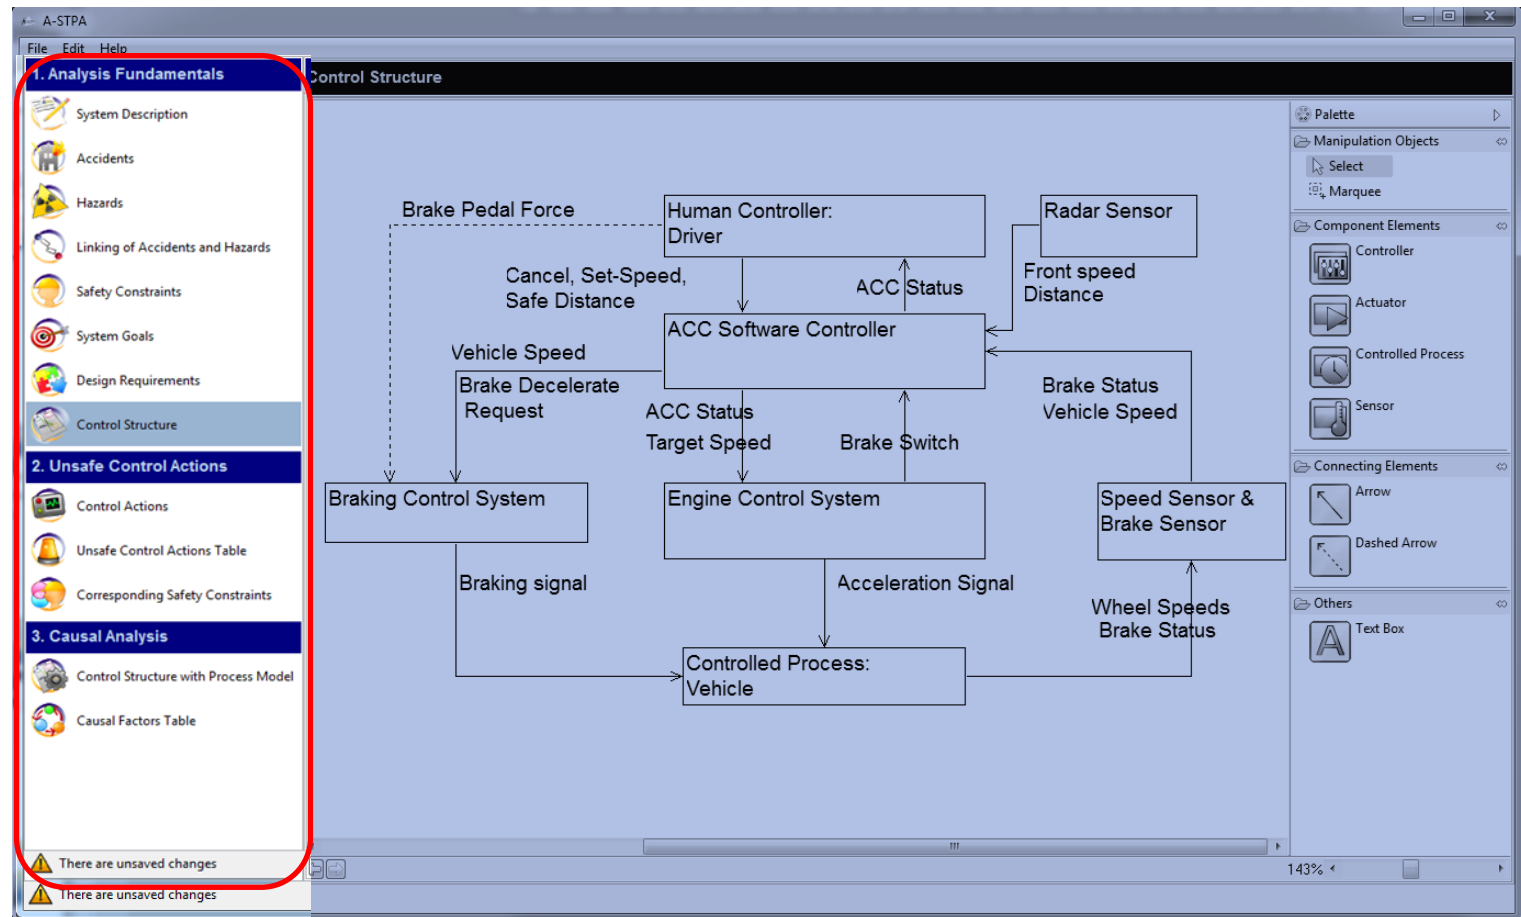 A-STPA
File Edit Help
1. Analysis Fundamentals
System Description
Accidents
Hazards
Linking of Accidents and Hazards
Safety Constraints
System Goals
Design Requirements
Control Structure
2. Unsafe Control Actions
Control Actions
Unsafe Control Actions Table
Corresponding Safety Constraints
3. Causal Analysis
Control Structure with Process Model
Causal Factors Table
There are unsaved changes
There are unsaved changes
Control Structure
Brake Pedal Force
Human Controller:
Driver
Radar Sensor
Cancel, Set-Speed,
Safe Distance
ACC Status
Front speed
Distance
ACC Software Controller
Vehicle Speed
Brake Decelerate
Request
ACC Status
Target Speed
Brake Switch
Brake Status
Vehicle Speed
Braking Control System
Engine Control System
Speed Sensor &
Brake Sensor
Braking signal
Acceleration Signal
Wheel Speeds
Brake Status
Controlled Process:
Vehicle
Palette
Manipulation Objects
Select
Marquee
Component Elements
Controller
Actuator
Controlled Process
Sensor
Connecting Elements
Arrow
Dashed Arrow
Others
Text Box
143%